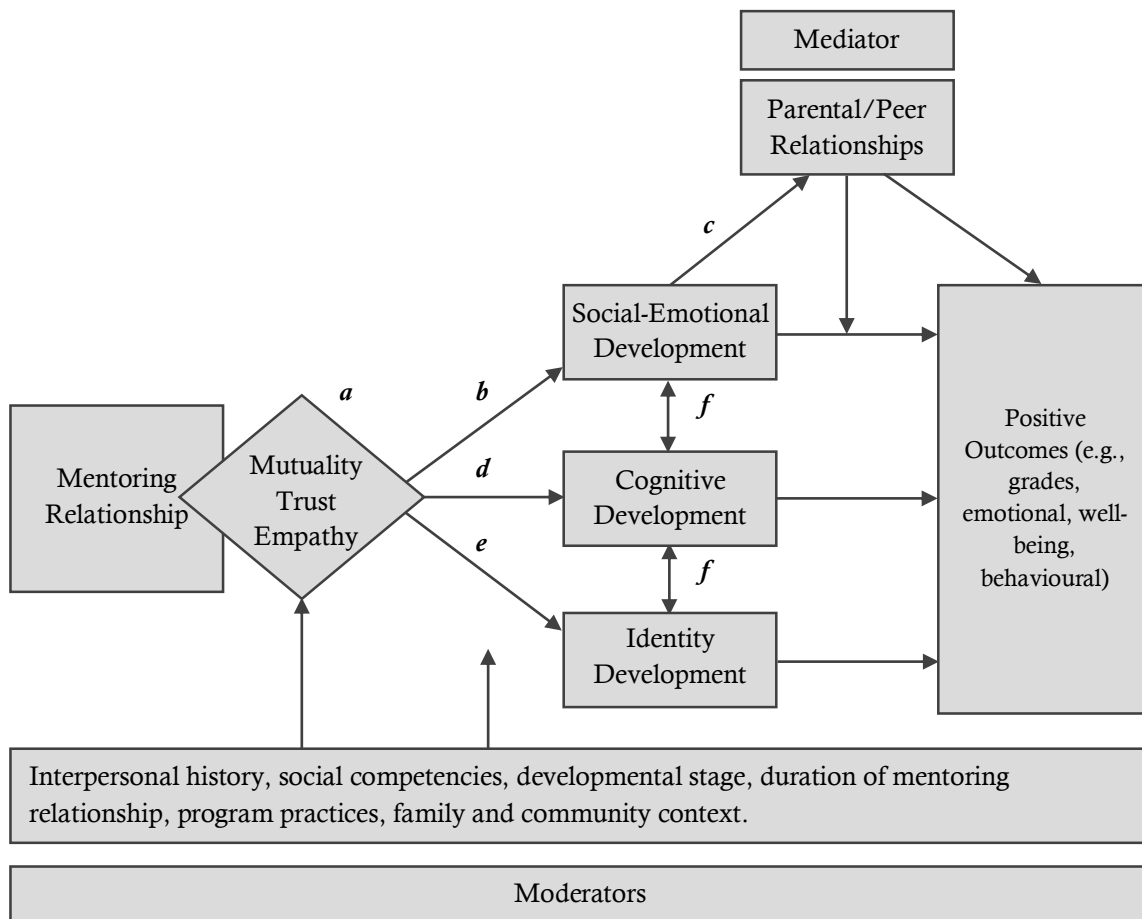 Mediator
Parental/Peer
Relationships
c
Social-Emotional
Development
a
b
f
Mentoring
Relationship
Mutuality
Trust
Empathy
d
Cognitive
Development
Positive
Outcomes (e.g.,
grades,
emotional, well-
being,
behavioural)
e
f
Identity
Development
Interpersonal history, social competencies, developmental stage, duration of mentoring
relationship, program practices, family and community context.
Moderators